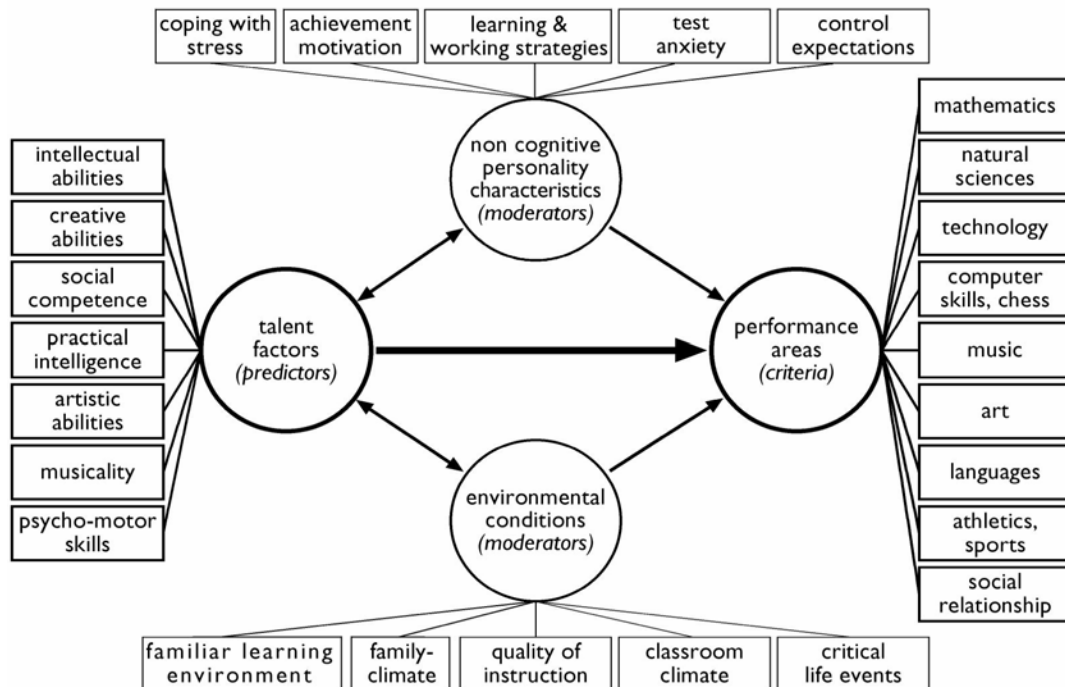 coping with
stress
achievement
motivation
learning &
working strategies
test
anxiety
control
expectations
non cognitive
personality
characteristics
(moderators)
intellectual
abilities
creative
abilities
social
competence
practical
intelligence
artistic
abilities
musicality
psycho-motor
skills
talent
factors
(predictors)
performance
areas
(criteria)
mathematics
natural
sciences
technology
computer
skills, chess
music
art
languages
athletics,
sports
social
relationship
environmental
conditions
(moderators)
familiar learning
environment
family-
climate
quality of
instruction
classroom
climate
critical
life events